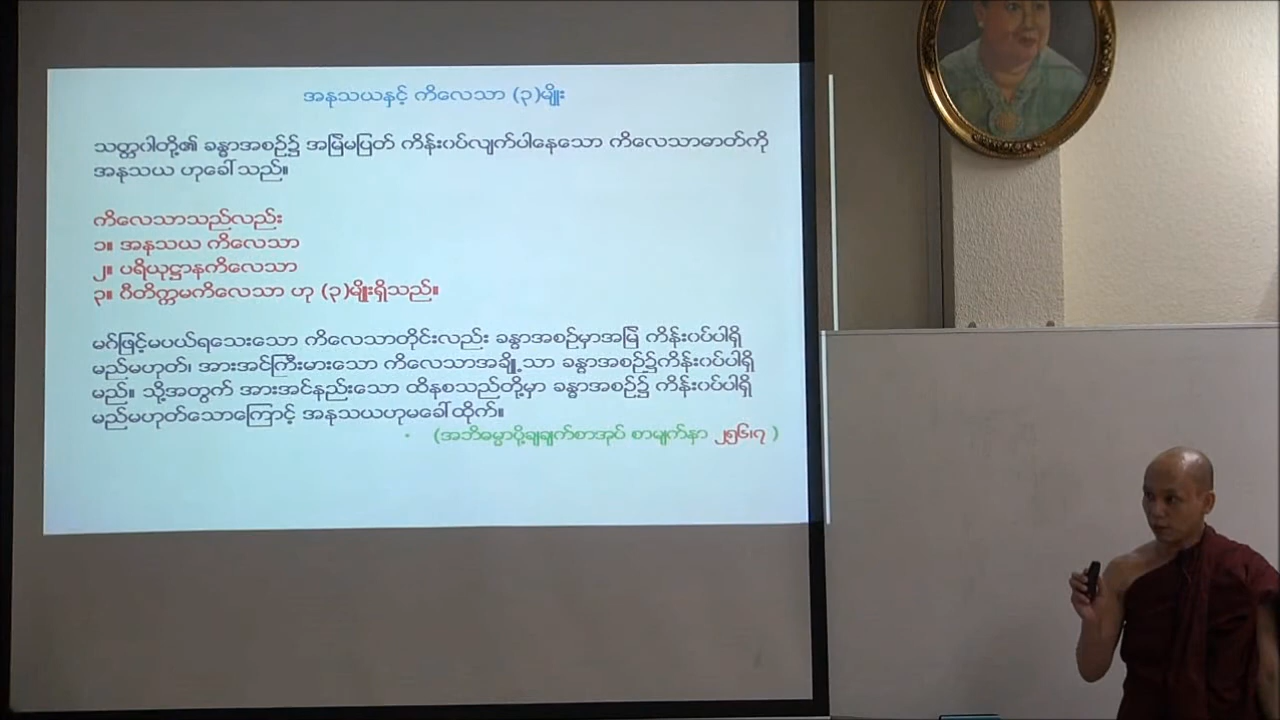 အနုသယနှင့် ကိလေသာ (၃)မျိုး
သတ္တဝါတို့၏ ခန္ဓာအစဉ်၌ အမြဲမပြတ် ကိန်းဝပ်လျက်ပါနေသော ကိလေသာဓာတ်ကို
အနုသယ ဟုခေါ်သည်။
ကိလေသာသည်လည်း
၁။ အနုသယ ကိလေသာ
၂။ ပရိယုဋ္ဌာနကိလေသာ
၃။ ဝီတိက္ကမကိလေသာ ဟု (၃)မျိုးရှိသည်။
မဂ်ဖြင့်မပယ်ရသေးသော ကိလေသာတိုင်းလည်း ခန္ဓာအစဉ်မှာအမြဲ ကိန်းဝပ်ပါရှိ
မည်မဟုတ်၊ အားအင်ကြီးမားသော ကိလေသာအချို့သာ ခန္ဓာအစဉ်၌ကိန်းဝပ်ပါရှိ
မည်။ သို့အတွက် အားအင်နည်းသော ထိနစသည်တို့မှာ ခန္ဓာအစဉ်၌ ကိန်းဝပ်ပါရှိ
မည်မဟုတ်သောကြောင့် အနုသယဟုမခေါ်ထိုက်။
• (အဘိဓမ္မာပို့ချချက်စာအုပ် စာမျက်နှာ ၂၅၆၊၇ )